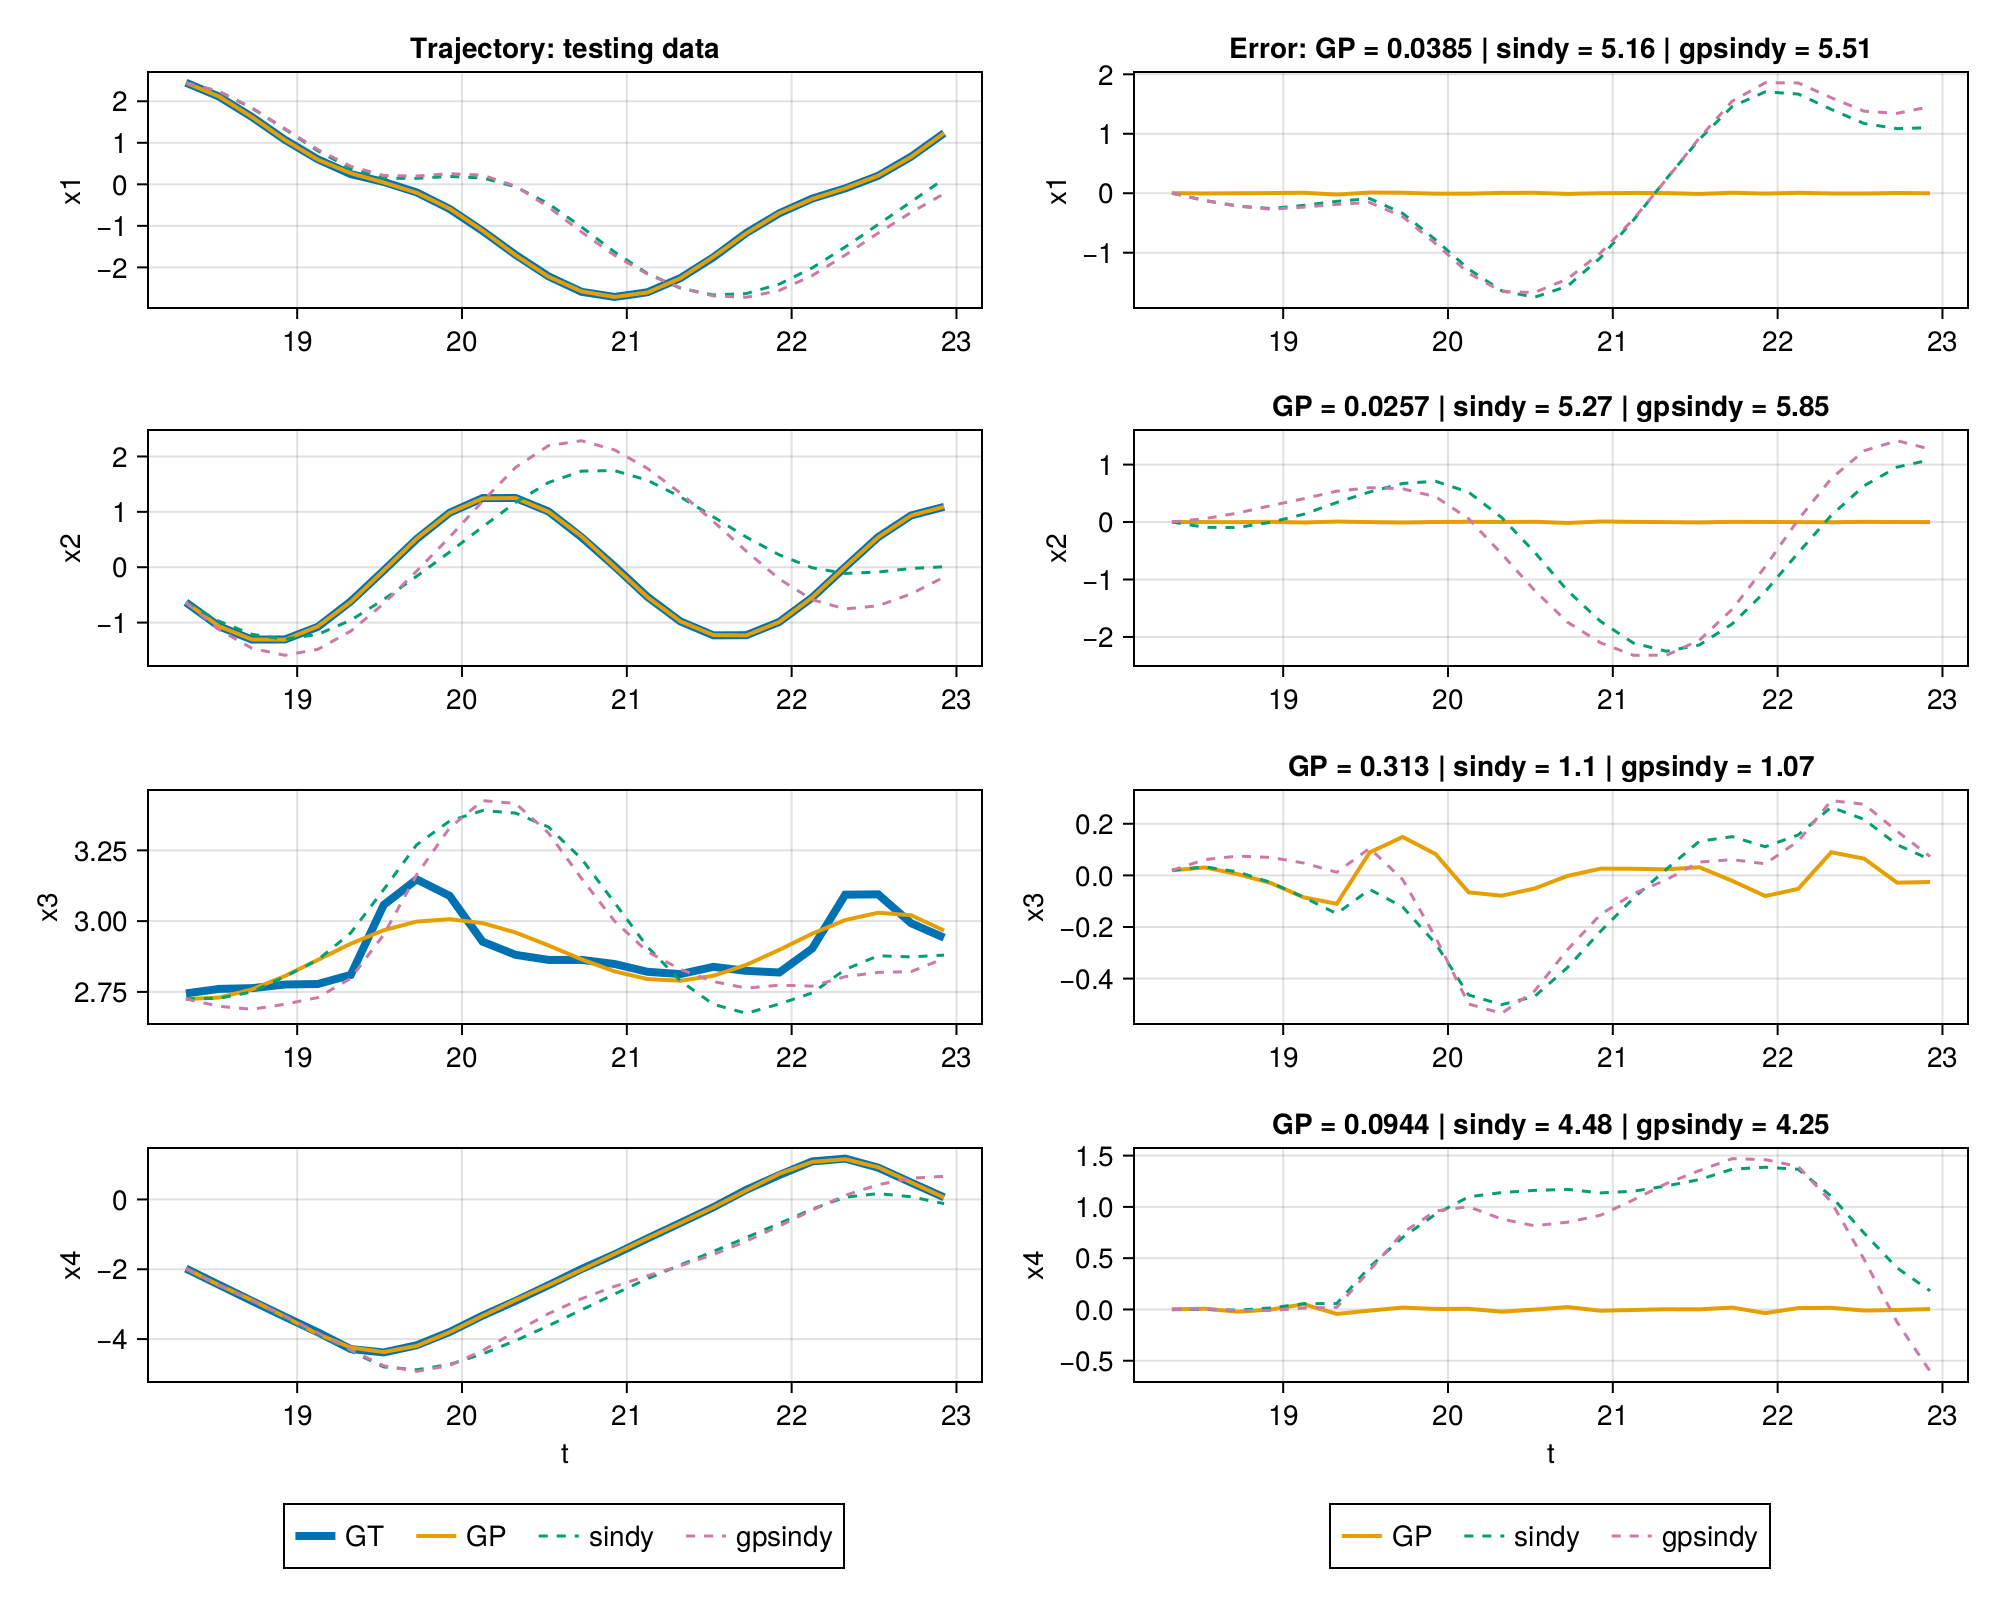 Trajectory: testing data
2
1
0
−1
−2
x1
19 20 21 22 23
Error: GP = 0.0385 | sindy = 5.16 | gpsindy = 5.51
2
1
0
−1
x1
19 20 21 22 23
2
1
0
−1
x2
19 20 21 22 23
GP = 0.0257 | sindy = 5.27 | gpsindy = 5.85
1
0
−1
−2
x2
19 20 21 22 23
3.25
3.00
2.75
x3
19 20 21 22 23
GP = 0.313 | sindy = 1.1 | gpsindy = 1.07
0.2
0.0
−0.2
−0.4
x3
19 20 21 22 23
0
−2
−4
x4
19 20 21 22 23
t
GP = 0.0944 | sindy = 4.48 | gpsindy = 4.25
1.5
1.0
0.5
0.0
−0.5
x4
19 20 21 22 23
t
GT GP sindy gpsindy
GP sindy gpsindy